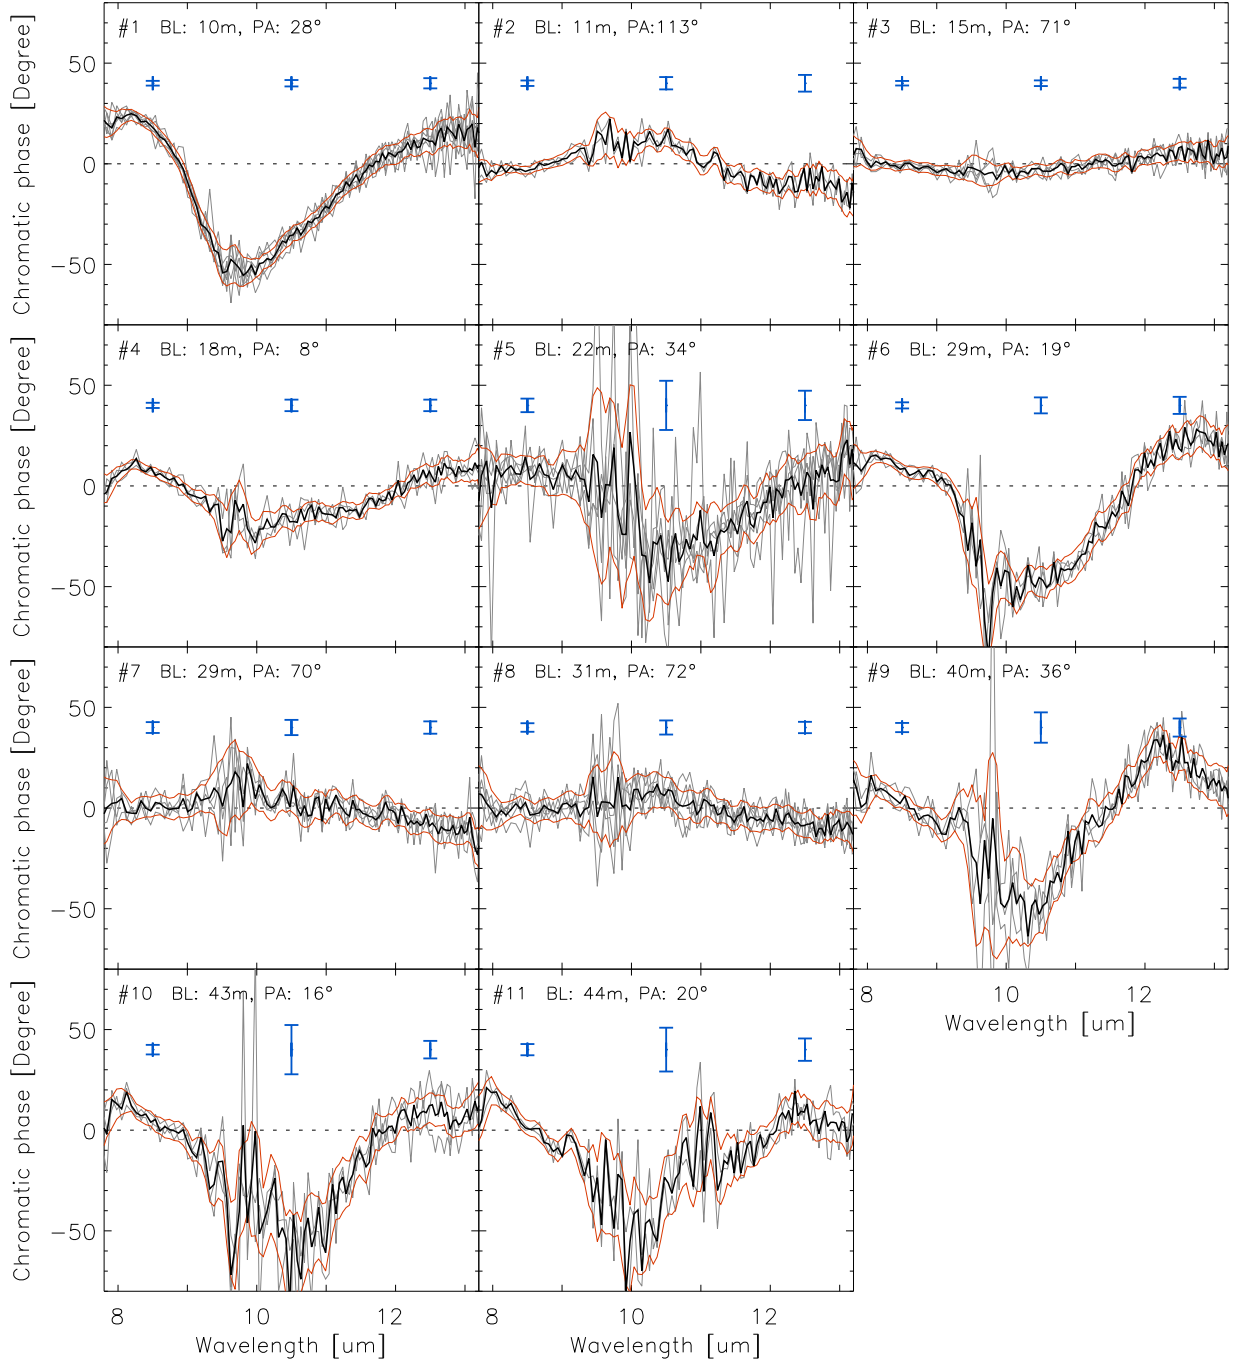 #1 BL: 10m, PA: 28°
#2 BL: 11m, PA:113°
#3 BL: 15m, PA: 71°
Chromatic phase [Degree]
50
0
−50
#4 BL: 18m, PA: 8°
#5 BL: 22m, PA: 34°
#6 BL: 29m, PA: 19°
Chromatic phase [Degree]
50
0
−50
#7 BL: 29m, PA: 70°
#8 BL: 31m, PA: 72°
#9 BL: 40m, PA: 36°
Chromatic phase [Degree]
50
0
−50
8 10 12
Wavelength [um]
#10 BL: 43m, PA: 16°
#11 BL: 44m, PA: 20°
Chromatic phase [Degree]
50
0
−50
8 10 12
8 10 12
Wavelength [um]
Wavelength [um]